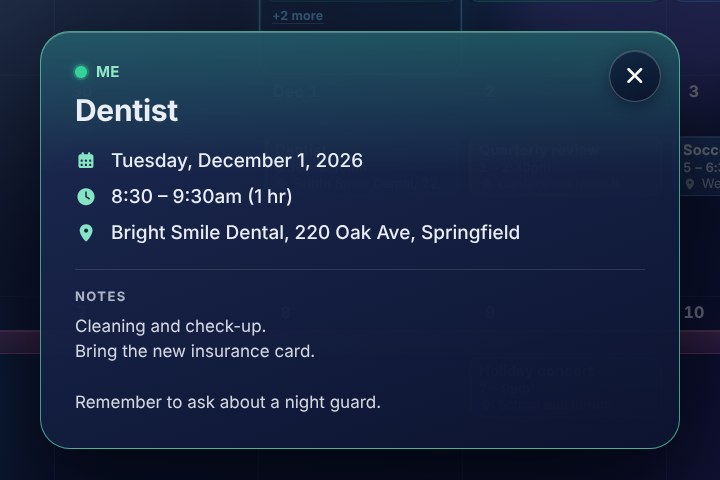 +2 more
ME
Dentist
Tuesday, December 1, 2026
8:30 – 9:30am (1 hr)
Bright Smile Dental, 220 Oak Ave, Springfield
NOTES
Cleaning and check-up.
Bring the new insurance card.
Remember to ask about a night guard.
3
10